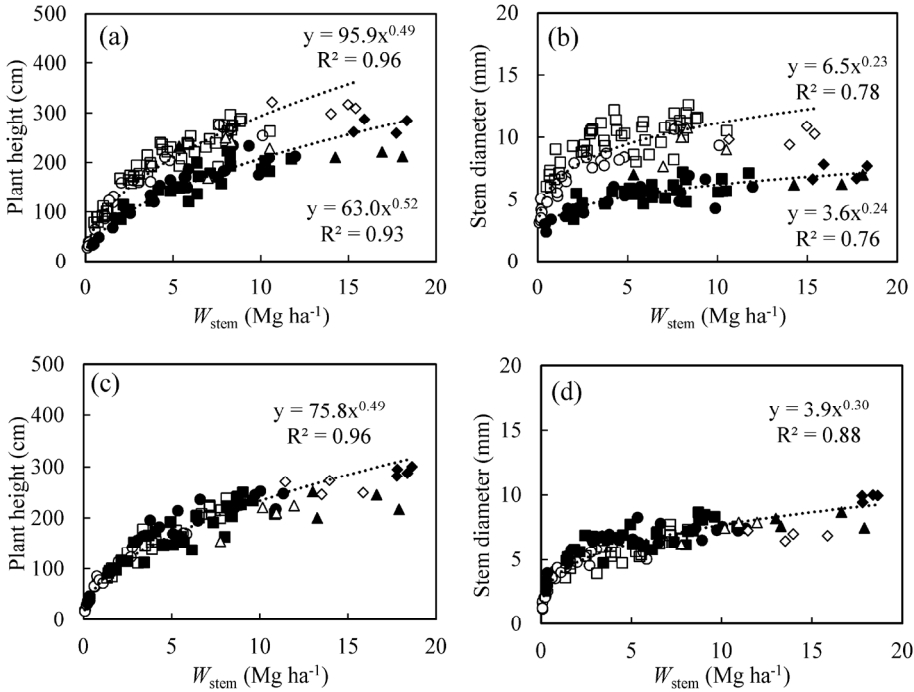 (a)
y = 95.9x^0.49
R² = 0.96
y = 63.0x^0.52
R² = 0.93
Plant height (cm)
500
400
300
200
100
0
0 5 10 15 20
W_stem (Mg ha⁻¹)
(b)
y = 6.5x^0.23
R² = 0.78
y = 3.6x^0.24
R² = 0.76
Stem diameter (mm)
20
15
10
5
0
0 5 10 15 20
W_stem (Mg ha⁻¹)
(c)
y = 75.8x^0.49
R² = 0.96
Plant height (cm)
500
400
300
200
100
0
0 5 10 15 20
W_stem (Mg ha⁻¹)
(d)
y = 3.9x^0.30
R² = 0.88
Stem diameter (mm)
20
15
10
5
0
0 5 10 15 20
W_stem (Mg ha⁻¹)